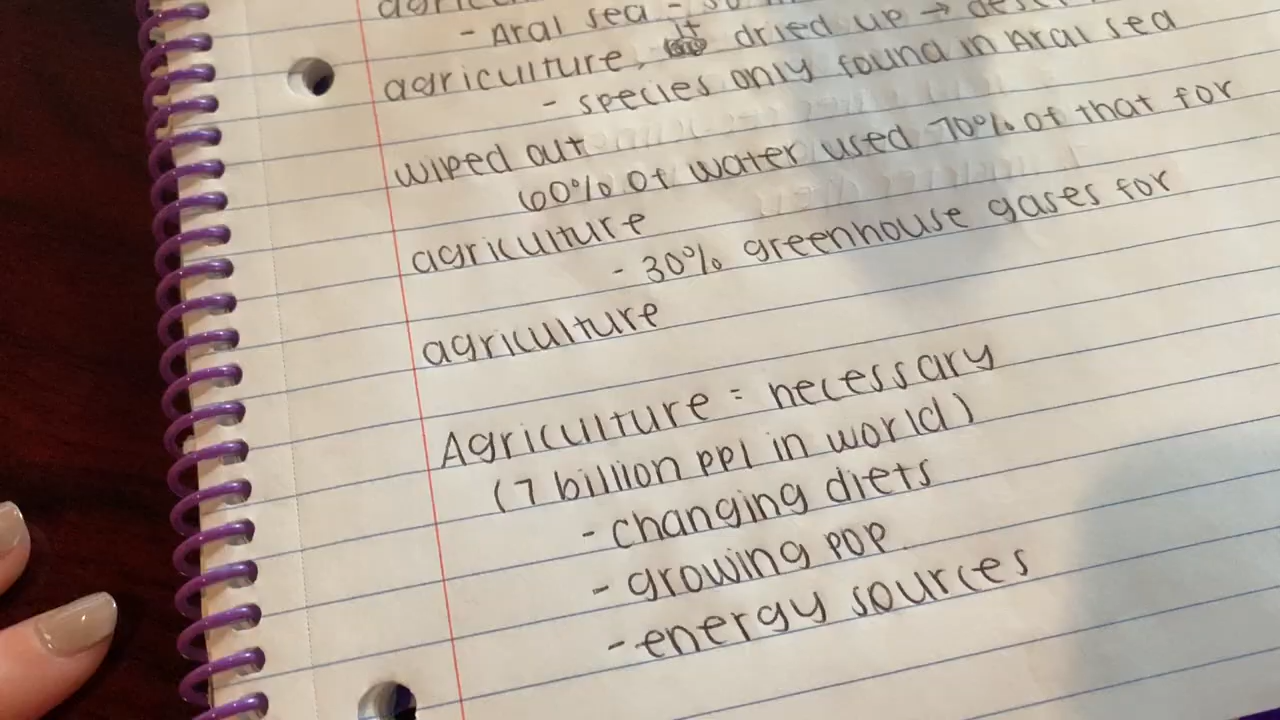 - Aral sea -
agriculture, it dried up →
- species only found in Aral sea
wiped out
60% of water used 70% of that for
agriculture
- 30% greenhouse gases for
agriculture
Agriculture = necessary
(7 billion ppl in world)
- changing diets
- growing pop.
- energy sources